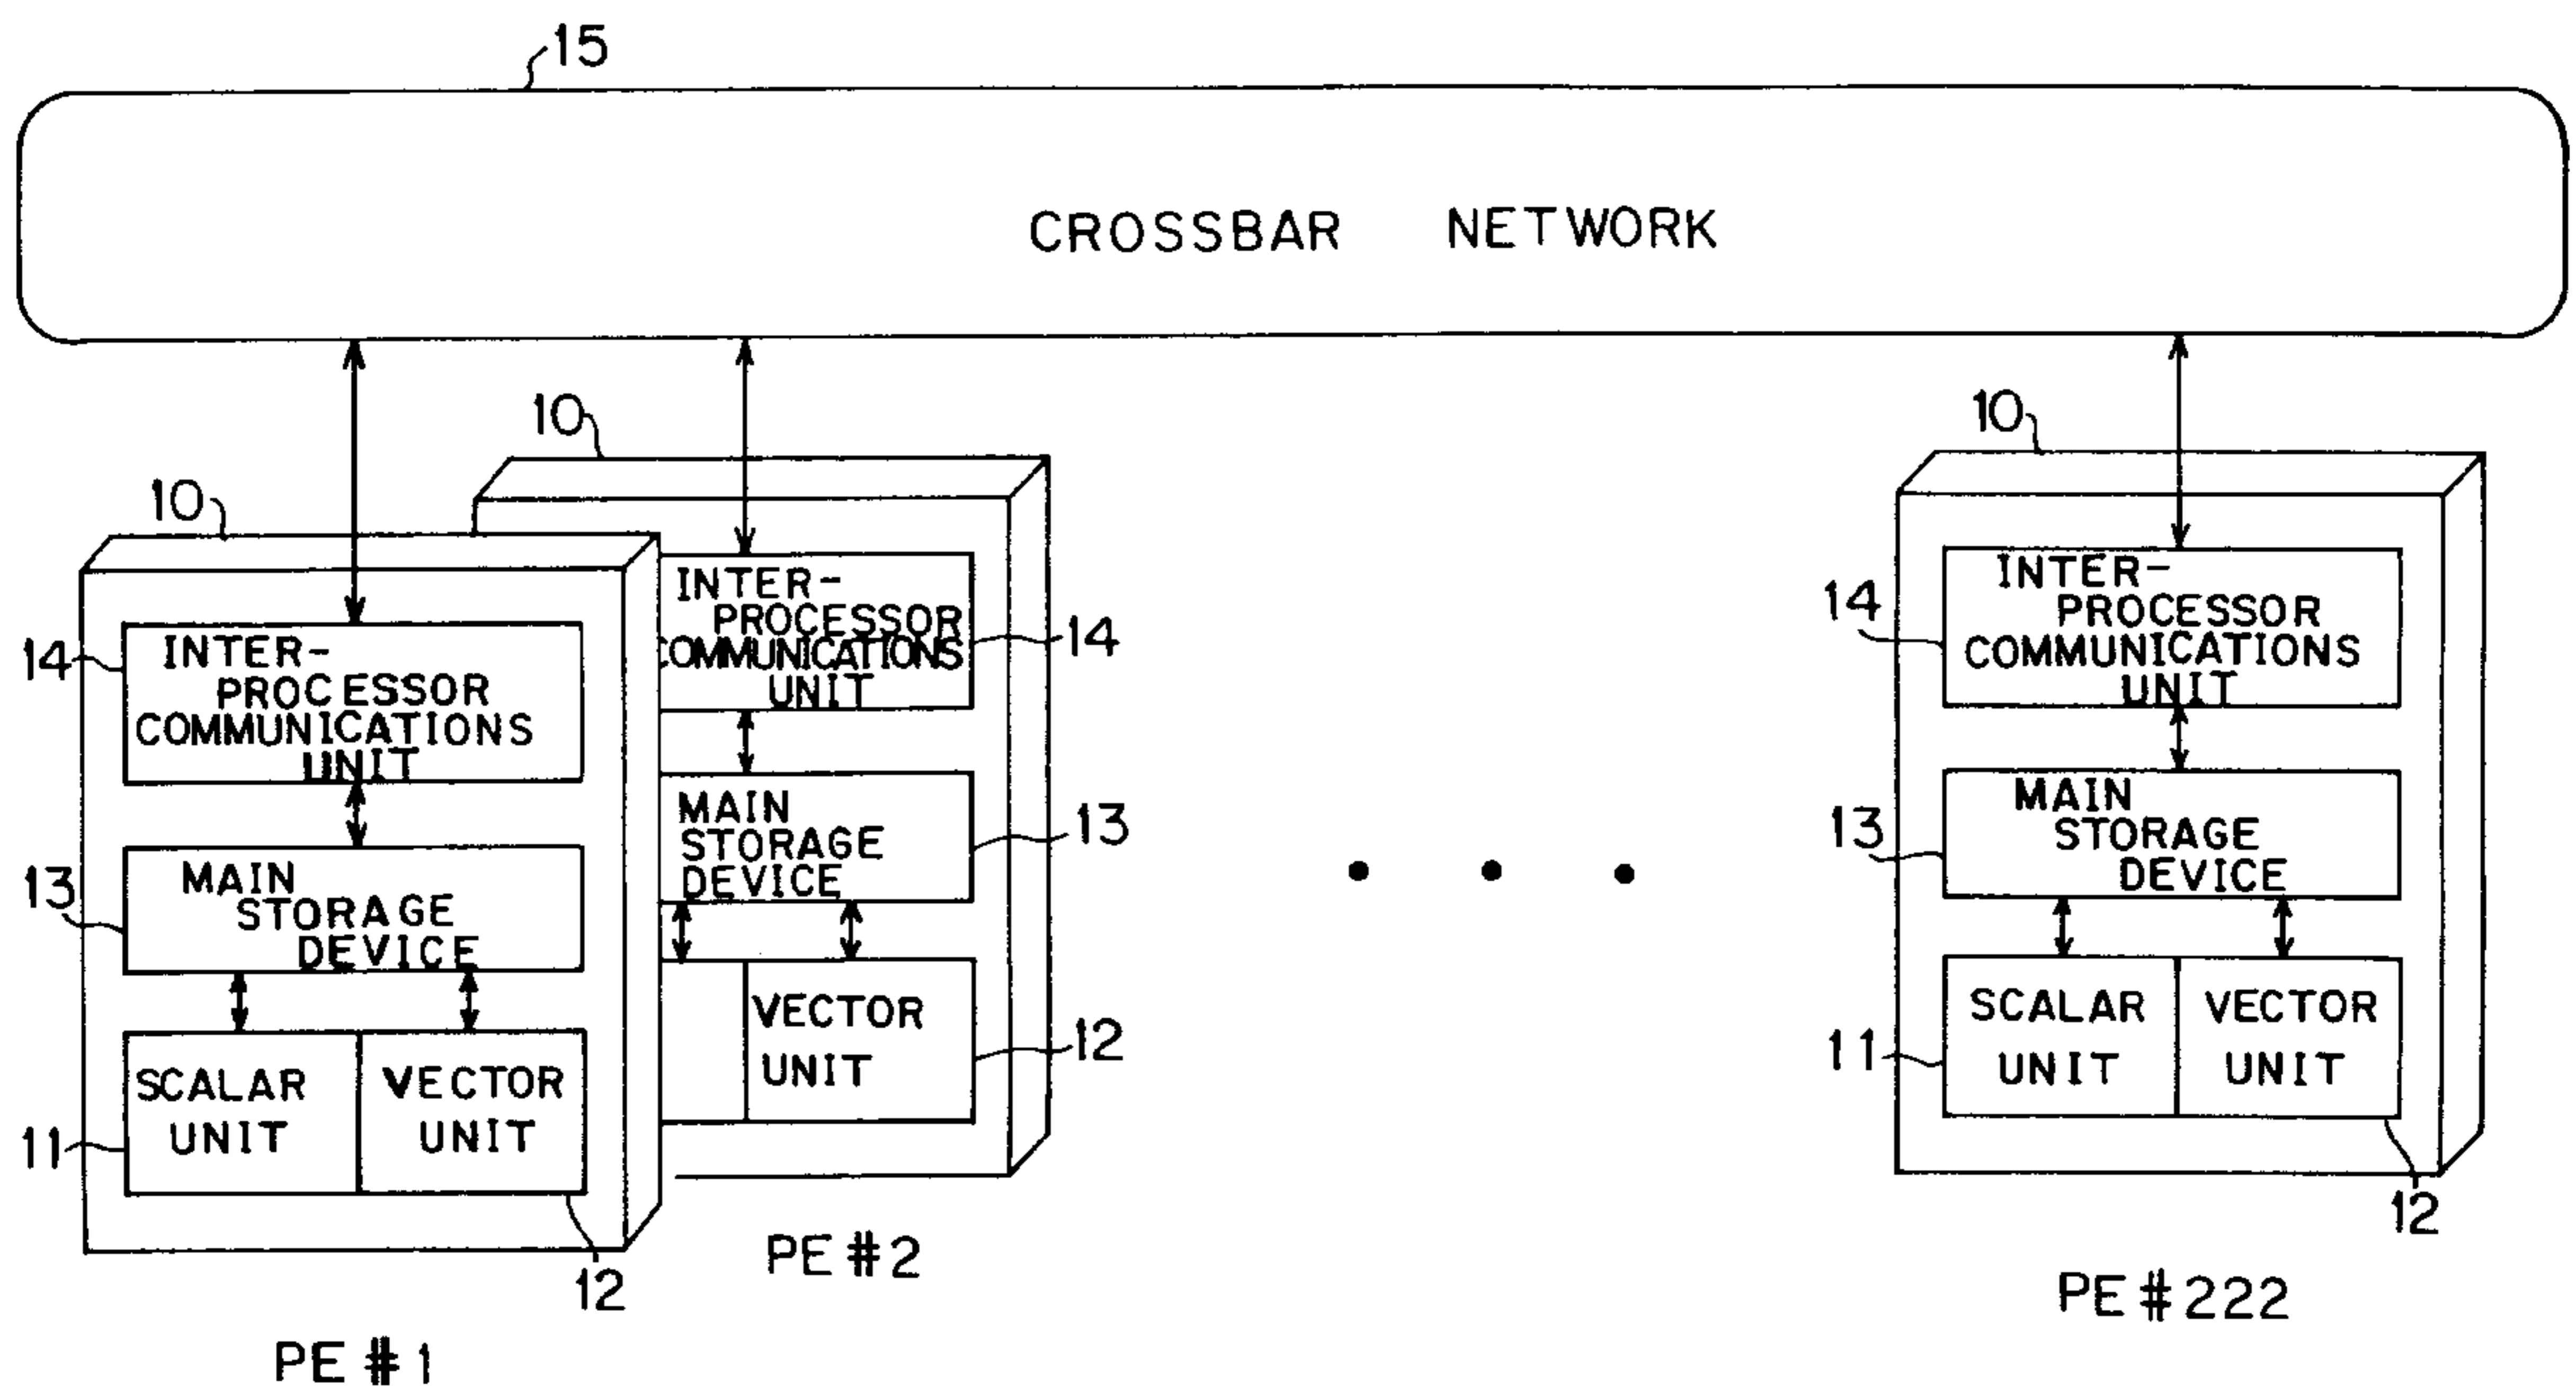 15
CROSSBAR NETWORK
10
10
10
INTER-
PROCESSOR
COMMUNICATIONS
UNIT
14
MAIN
STORAGE
DEVICE
13
SCALAR
UNIT
11
VECTOR
UNIT
12
PE #1
INTER-
PROCESSOR
COMMUNICATIONS
UNIT
14
MAIN
STORAGE
DEVICE
13
VECTOR
UNIT
12
PE #2
INTER-
PROCESSOR
COMMUNICATIONS
UNIT
14
MAIN
STORAGE
DEVICE
13
SCALAR
UNIT
11
VECTOR
UNIT
12
PE #222